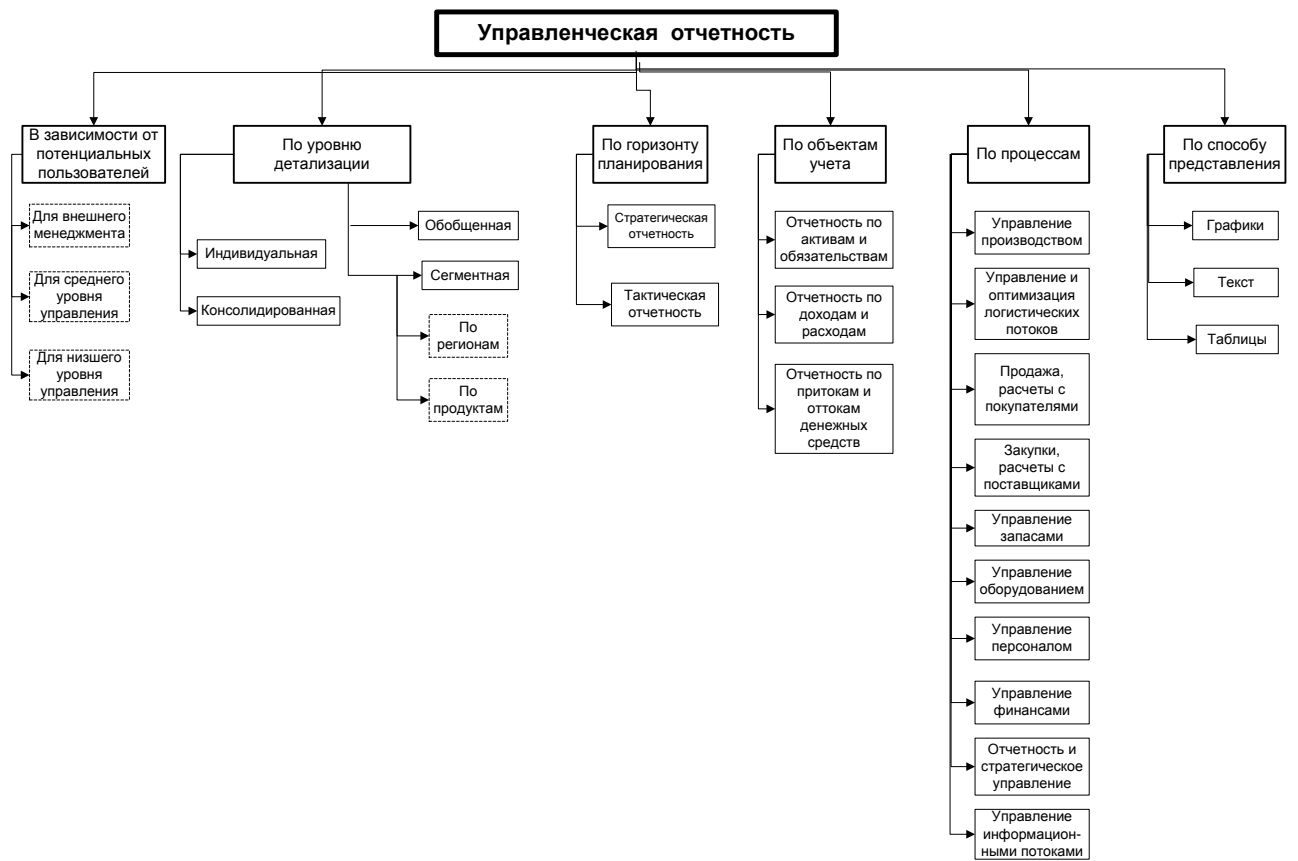 Управленческая отчетность
В зависимости от
потенциальных
пользователей
Для внешнего
менеджмента
Для среднего
уровня
управления
Для низшего
уровня
управления
По уровню
детализации
Индивидуальная
Консолидированная
Обобщенная
Сегментная
По
регионам
По
продуктам
По горизонту
планирования
Стратегическая
отчетность
Тактическая
отчетность
По объектам
учета
Отчетность по
активам и
обязательствам
Отчетность по
доходам и
расходам
Отчетность по
притокам и
оттокам
денежных
средств
По процессам
Управление
производством
Управление и
оптимизация
логистических
потоков
Продажа,
расчеты с
покупателями
Закупки,
расчеты с
поставщиками
Управление
запасами
Управление
оборудованием
Управление
персоналом
Управление
финансами
Отчетность и
стратегическое
управление
Управление
информацион-
ными потоками
По способу
представления
Графики
Текст
Таблицы